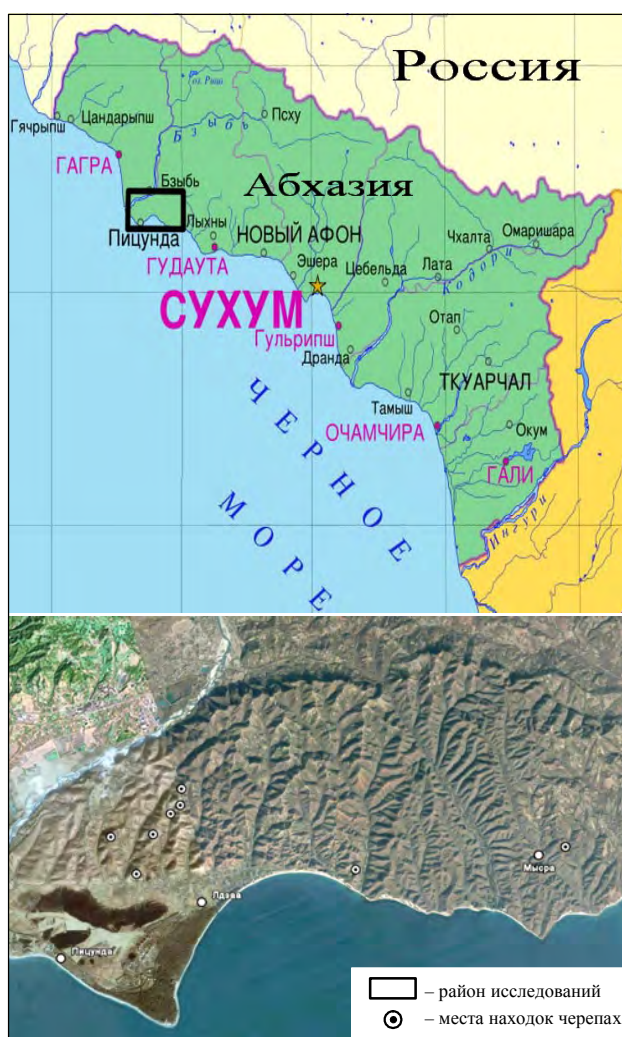 Россия
оз. Рица
Псху
Цандарыпш
Гячрыпш
Бзыбь
ГАГРА
Бзыбь
Абхазия
Лыхны
Пицунда
НОВЫЙ АФОН
ГУДАУТА
Эшера
Цебельда
Лата
Чхалта
Омаришара
Кодори
СУХУМ
Гульрипш
Отап
Дранда
ТКУАРЧАЛ
Тамыш
ОЧАМЧИРА
Окум
ГАЛИ
Ингури
ЧЕРНОЕ
МОРЕ
Мысра
Лдзаа
Пицунда
– район исследований
– места находок черепах